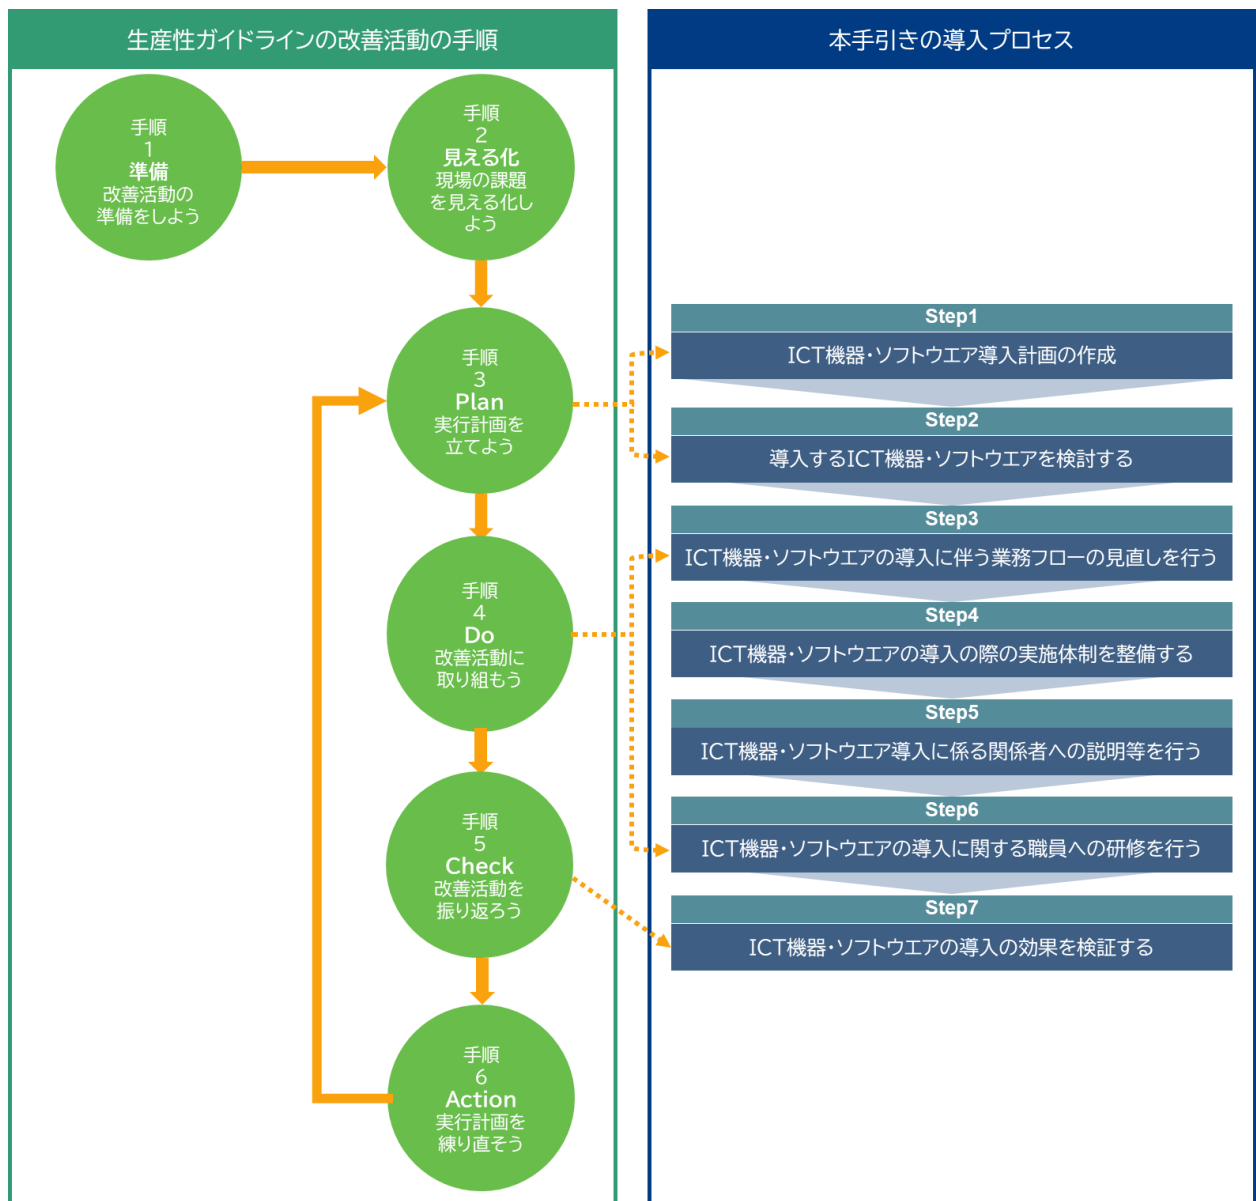 生産性ガイドラインの改善活動の手順
手順
1
準備
改善活動の
準備をしよう
手順
2
見える化
現場の課題
を見える化し
よう
手順
3
Plan
実行計画を
立てよう
手順
4
Do
改善活動に
取り組もう
手順
5
Check
改善活動を
振り返ろう
手順
6
Action
実行計画を
練り直そう
本手引きの導入プロセス
Step1
ICT機器・ソフトウエア導入計画の作成
Step2
導入するICT機器・ソフトウエアを検討する
Step3
ICT機器・ソフトウエアの導入に伴う業務フローの見直しを行う
Step4
ICT機器・ソフトウエアの導入の際の実施体制を整備する
Step5
ICT機器・ソフトウエア導入に係る関係者への説明等を行う
Step6
ICT機器・ソフトウエアの導入に関する職員への研修を行う
Step7
ICT機器・ソフトウエアの導入の効果を検証する